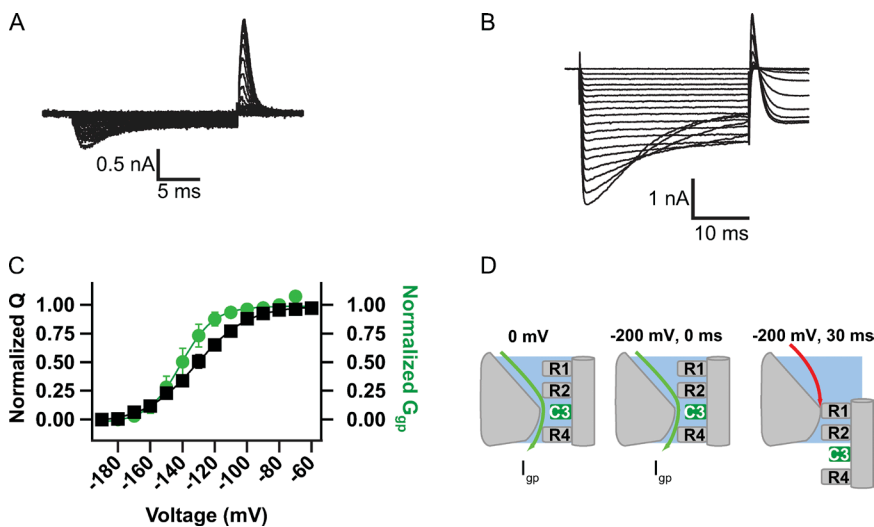 A
0.5 nA
5 ms
B
1 nA
10 ms
C
Normalized Q
1.00
0.75
0.50
0.25
0.00
1.00
0.75
0.50
0.25
0.00
Normalized Ggp
-180
-160
-140
-120
-100
-80
-60
Voltage (mV)
D
0 mV
R1
R2
C3
R4
Igp
-200 mV, 0 ms
R1
R2
C3
R4
Igp
-200 mV, 30 ms
R1
R2
C3
R4